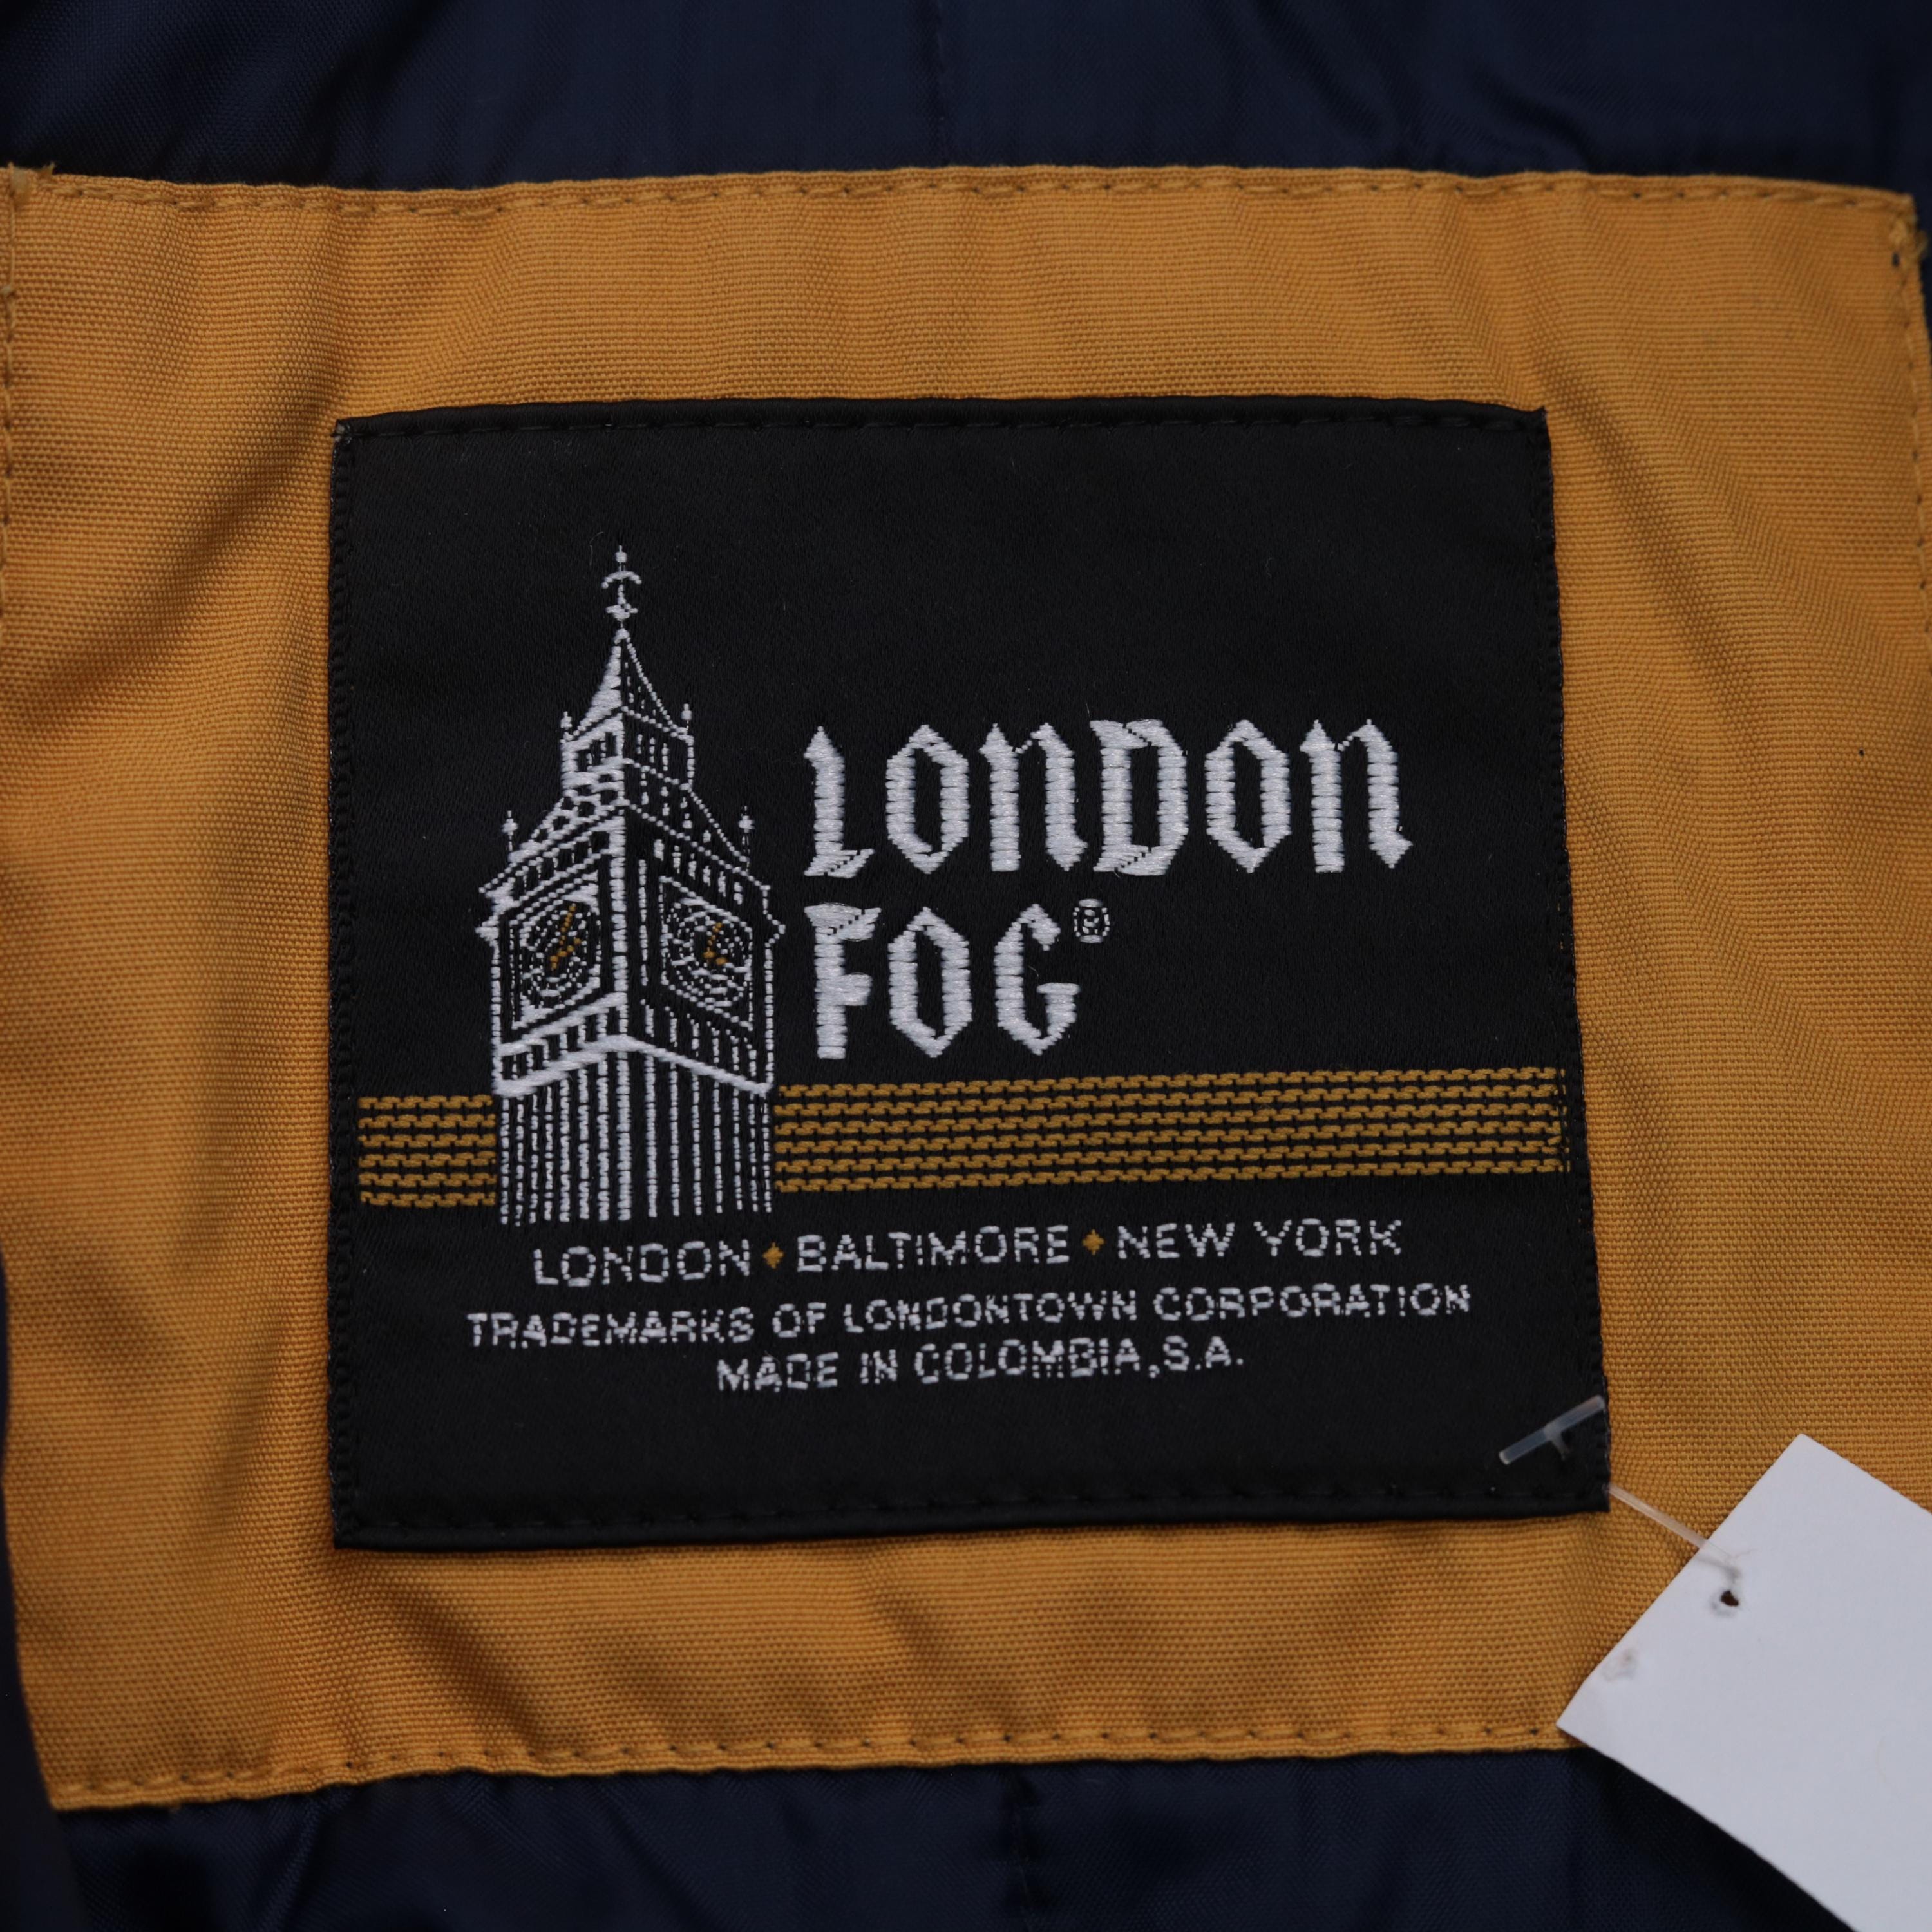 LONDON
FOG®
LONDON • BALTIMORE • NEW YORK
TRADEMARKS OF LONDONTOWN CORPORATION
MADE IN COLOMBIA, S.A.